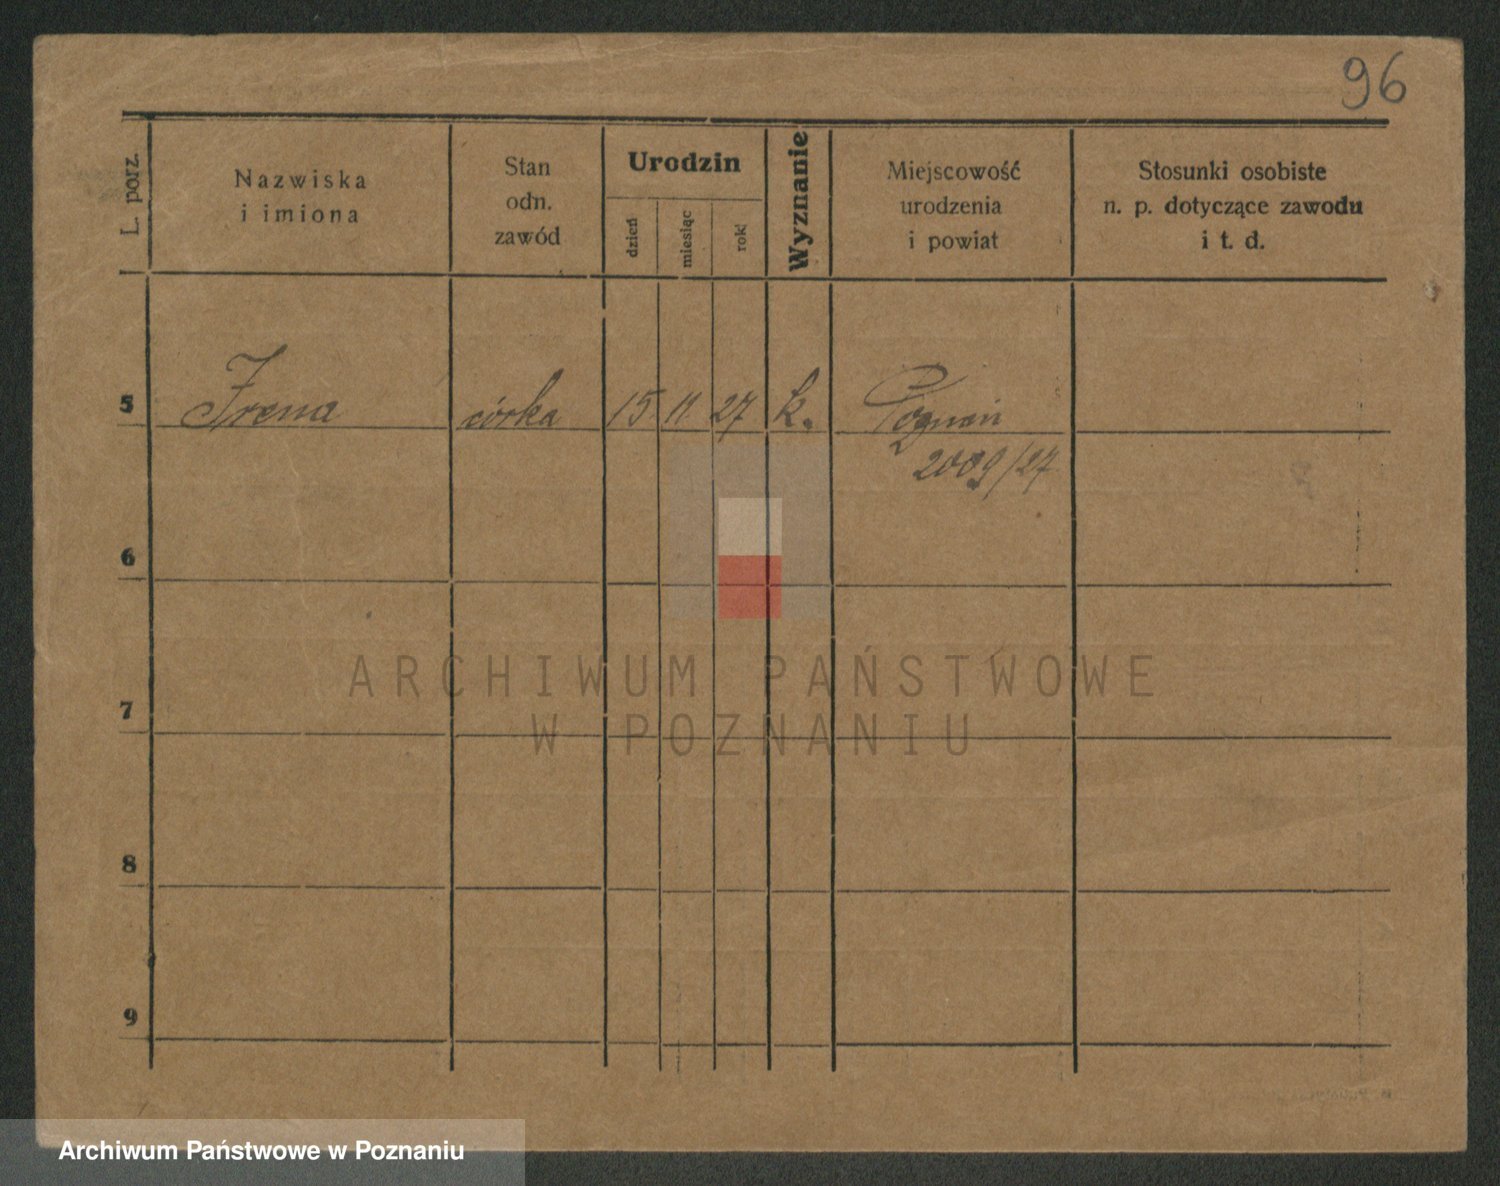 96
L. porz.
Nazwiska
i imiona
Stan
odn.
zawód
Urodzin
dzień
miesiąc
rok
Wyznanie
Miejscowość
urodzenia
i powiat
Stosunki osobiste
n. p. dotyczące zawodu
i t. d.
5 Irena córka 15 11 27 k. Poznań
2009/27
6
7
8
9
ARCHIWUM PAŃSTWOWE
W POZNANIU
Archiwum Państwowe w Poznaniu